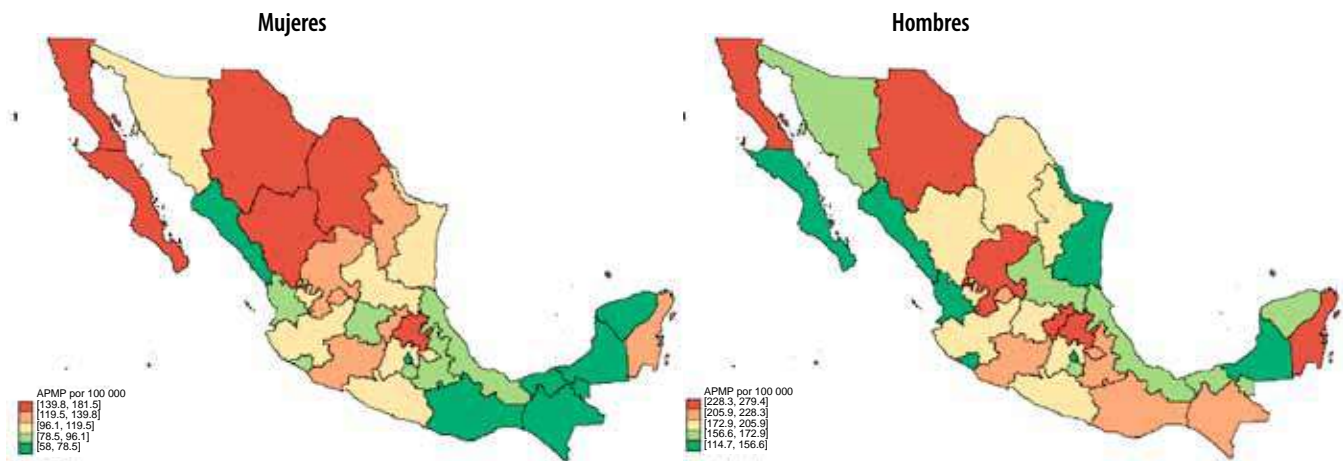 Mujeres
Hombres
APMP por 100 000
[139.8, 181.5]
[119.5, 139.8]
[96.1, 119.5]
[78.5, 96.1]
[58, 78.5]
APMP por 100 000
[228.3, 279.4]
[205.9, 228.3]
[172.9, 205.9]
[156.6, 172.9]
[114.7, 156.6]